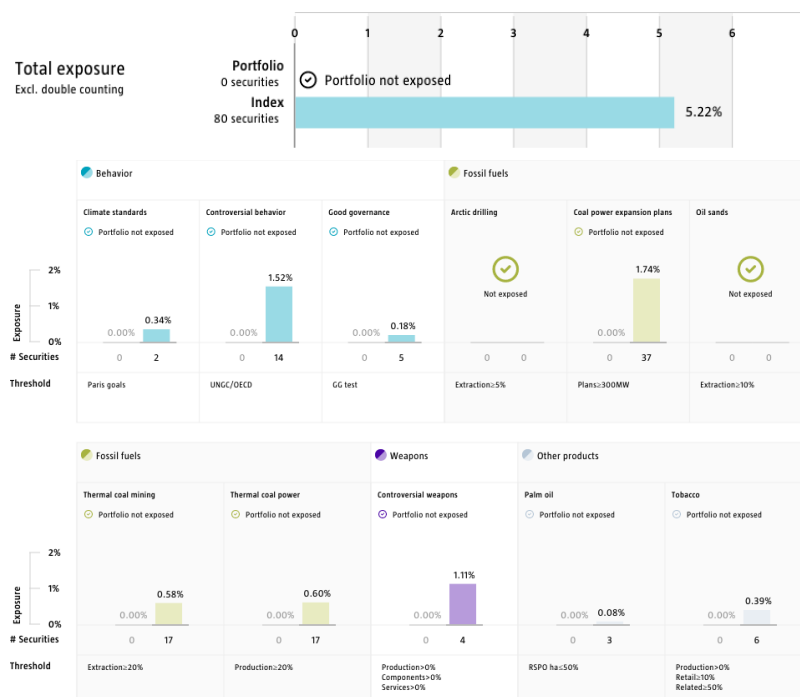 0 1 2 3 4 5 6
Total exposure
Excl. double counting
Portfolio
0 securities
Portfolio not exposed
Index
80 securities
5.22%
Behavior
Fossil fuels
Climate standards
Controversial behavior
Good governance
Arctic drilling
Coal power expansion plans
Oil sands
Portfolio not exposed
Portfolio not exposed
Portfolio not exposed
Portfolio not exposed
Exposure
2%
1%
0%
0.00% 0.34%
0.00% 1.52%
0.00% 0.18%
Not exposed
0.00% 1.74%
Not exposed
# Securities
0 2
0 14
0 5
0 0
0 37
0 0
Threshold
Paris goals
UNGC/OECD
GG test
Extraction≥5%
Plans≥300MW
Extraction≥10%
Fossil fuels
Weapons
Other products
Thermal coal mining
Thermal coal power
Controversial weapons
Palm oil
Tobacco
Portfolio not exposed
Portfolio not exposed
Portfolio not exposed
Portfolio not exposed
Portfolio not exposed
Exposure
2%
1%
0%
0.00% 0.58%
0.00% 0.60%
0.00% 1.11%
0.00% 0.08%
0.00% 0.39%
# Securities
0 17
0 17
0 4
0 3
0 6
Threshold
Extraction≥20%
Production≥20%
Production>0%
Components>0%
Services>0%
RSPO ha≤50%
Production>0%
Retail≥10%
Related≥50%